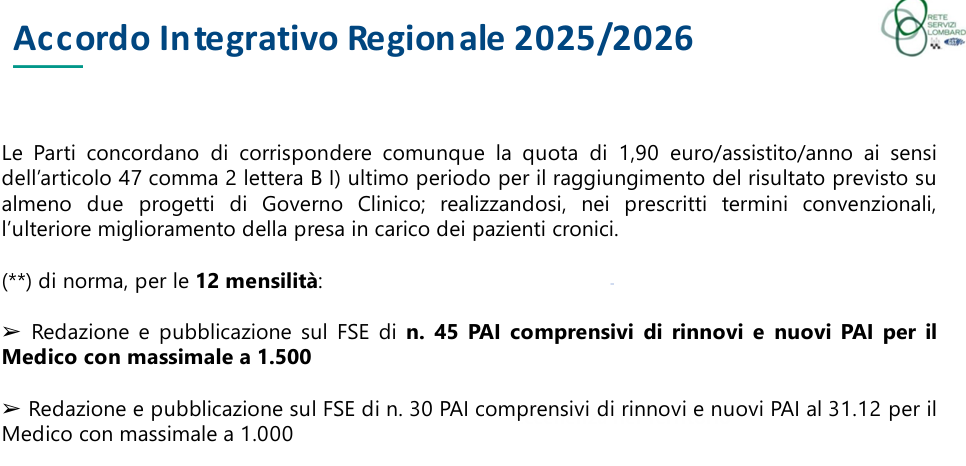 Accordo Integrativo Regionale 2025/2026
RETE
SERVIZI
LOMBARD
Le Parti concordano di corrispondere comunque la quota di 1,90 euro/assistito/anno ai sensi
dell’articolo 47 comma 2 lettera B I) ultimo periodo per il raggiungimento del risultato previsto su
almeno due progetti di Governo Clinico; realizzandosi, nei prescritti termini convenzionali,
l’ulteriore miglioramento della presa in carico dei pazienti cronici.
(**) di norma, per le 12 mensilità:
➢ Redazione e pubblicazione sul FSE di n. 45 PAI comprensivi di rinnovi e nuovi PAI per il
Medico con massimale a 1.500
➢ Redazione e pubblicazione sul FSE di n. 30 PAI comprensivi di rinnovi e nuovi PAI al 31.12 per il
Medico con massimale a 1.000